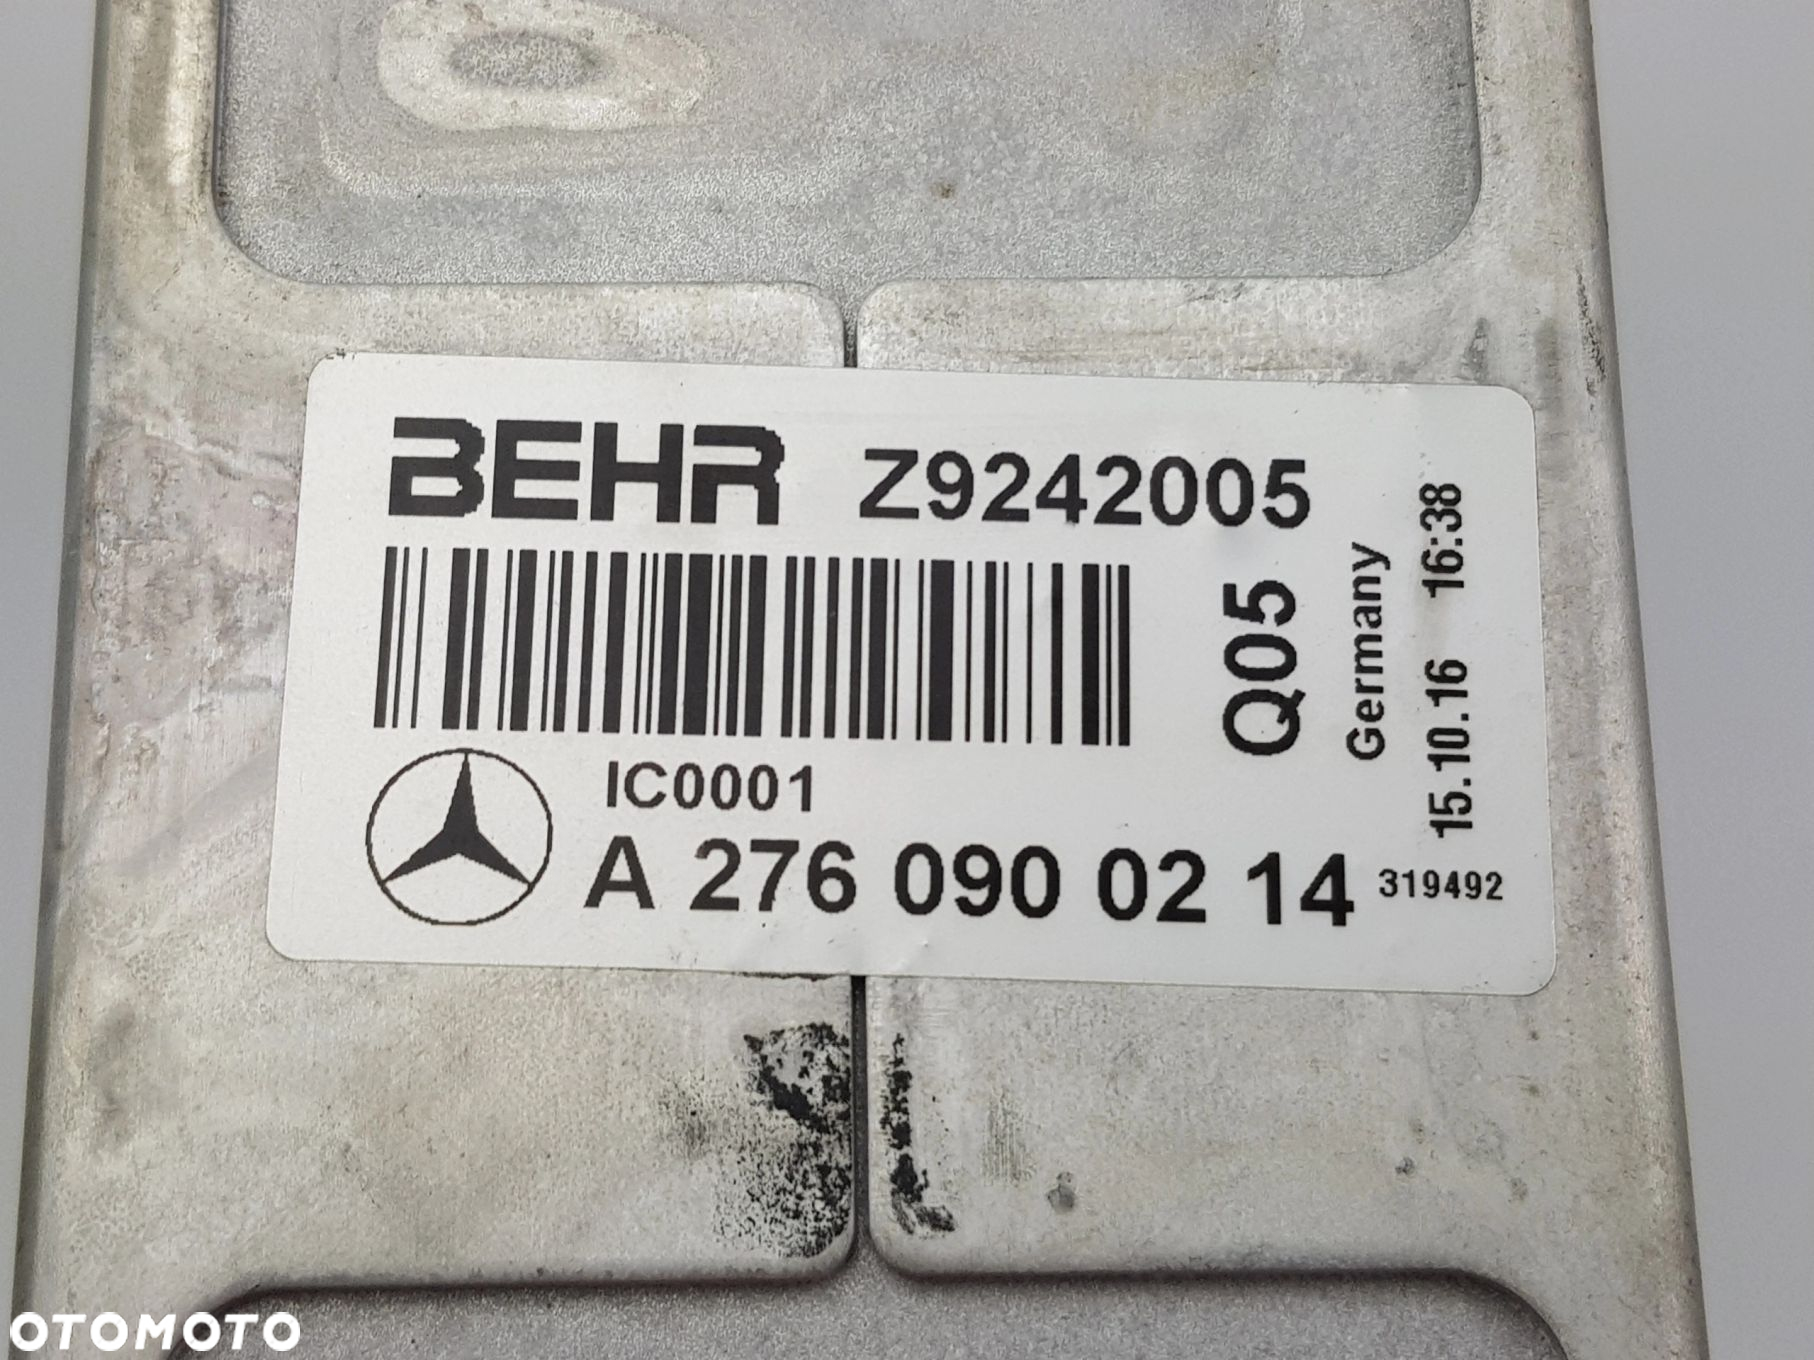 BEHR Z9242005
Q05
Germany
15.10.16 16:38
IC0001
A 276 090 02 14 319492
OTOMOTO